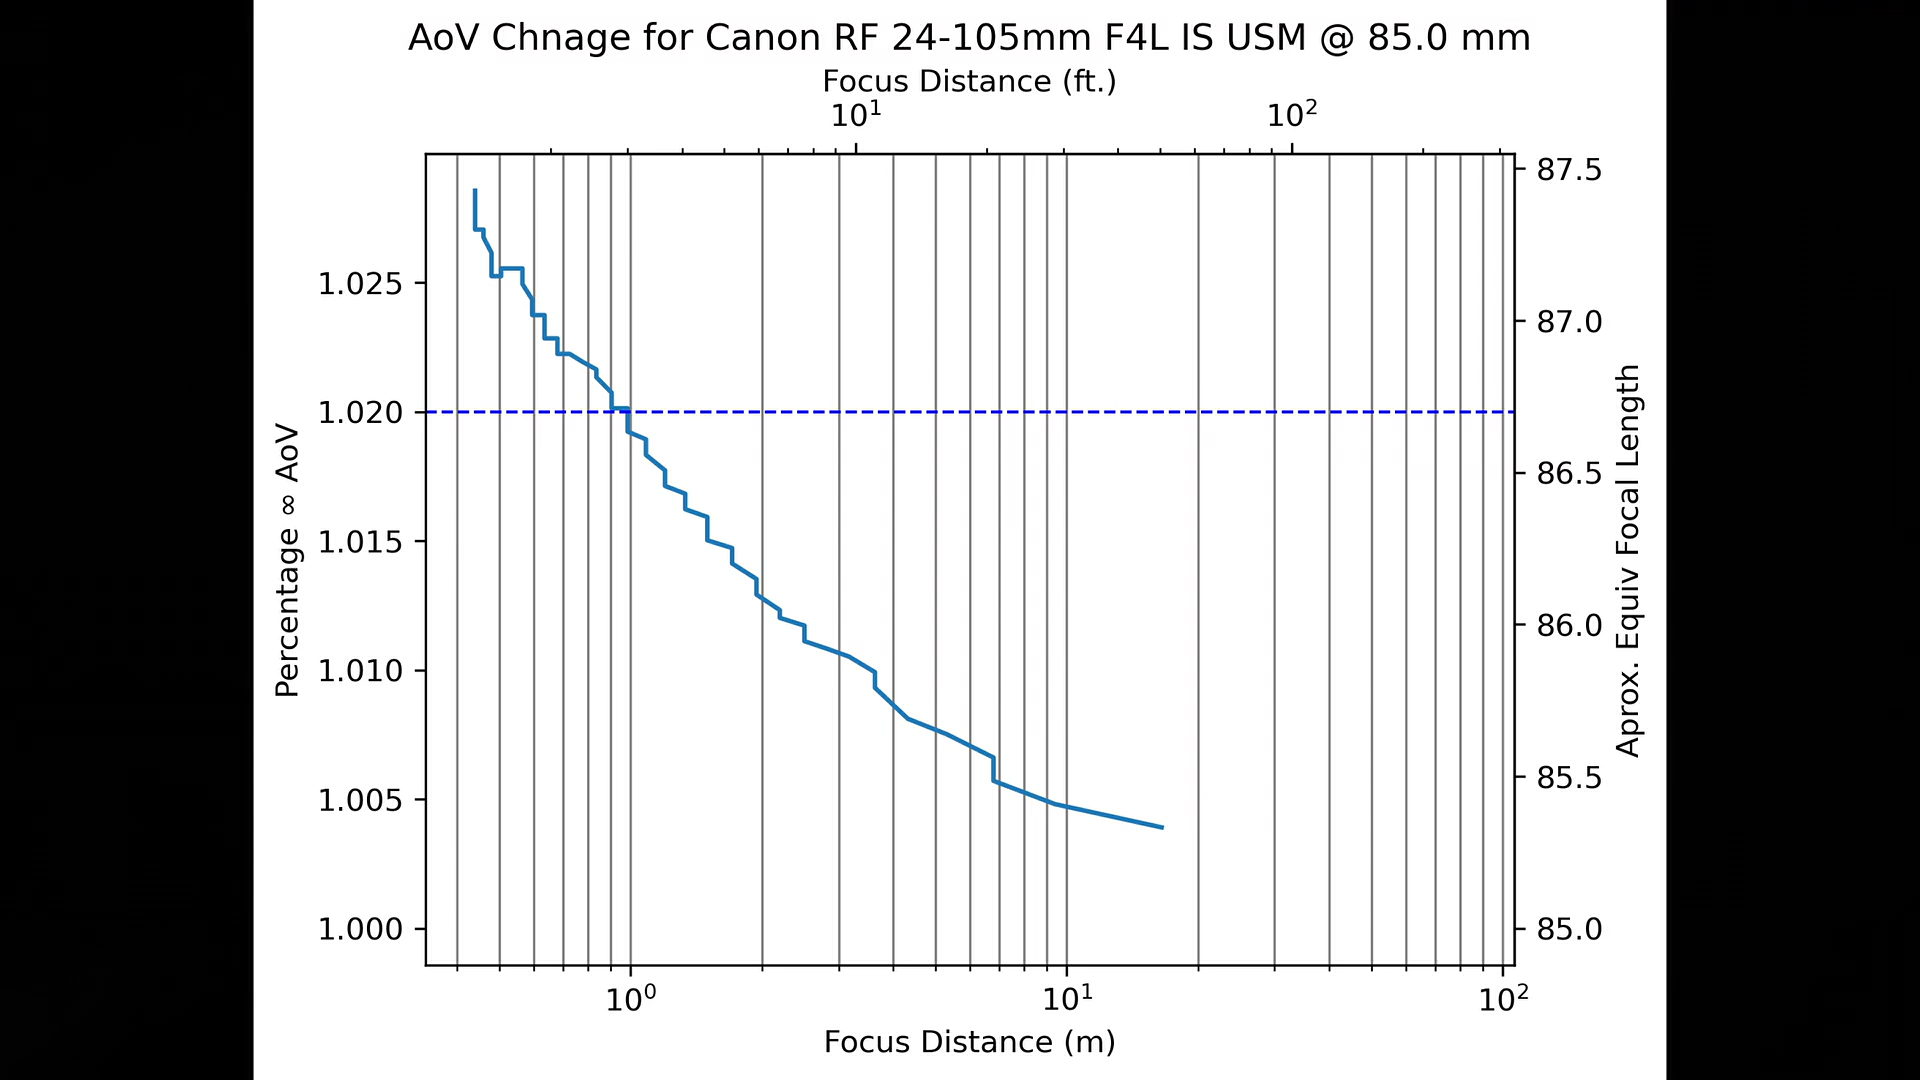 AoV Chnage for Canon RF 24-105mm F4L IS USM @ 85.0 mm
Focus Distance (ft.)
10¹ 10²
87.5
1.025
87.0
1.020
86.5
1.015
86.0
1.010
85.5
1.005
1.000 85.0
Percentage ∞ AoV
Aprox. Equiv Focal Length
10⁰ 10¹ 10²
Focus Distance (m)